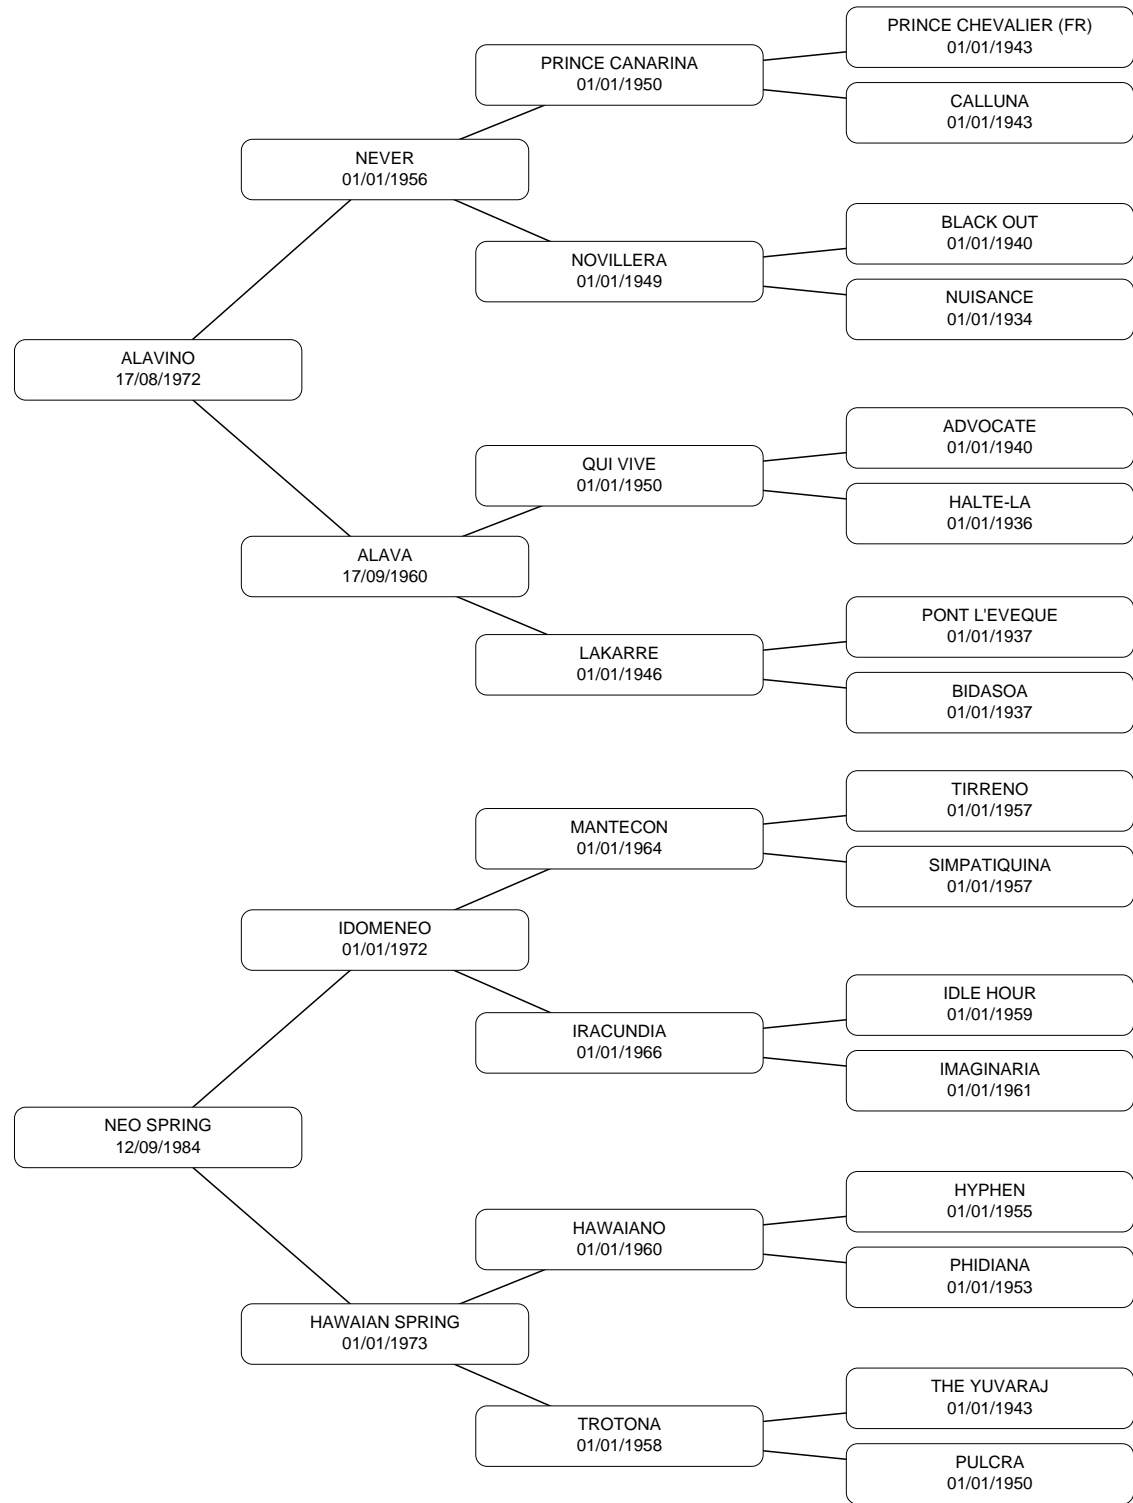 PRINCE CHEVALIER (FR)
01/01/1943
PRINCE CANARINA
01/01/1950
CALLUNA
01/01/1943
NEVER
01/01/1956
BLACK OUT
01/01/1940
NOVILLERA
01/01/1949
NUISANCE
01/01/1934
ALAVINO
17/08/1972
ADVOCATE
01/01/1940
QUI VIVE
01/01/1950
HALTE-LA
01/01/1936
ALAVA
17/09/1960
PONT L'EVEQUE
01/01/1937
LAKARRE
01/01/1946
BIDASOA
01/01/1937
TIRRENO
01/01/1957
MANTECON
01/01/1964
SIMPATIQUINA
01/01/1957
IDOMENEO
01/01/1972
IDLE HOUR
01/01/1959
IRACUNDIA
01/01/1966
IMAGINARIA
01/01/1961
NEO SPRING
12/09/1984
HYPHEN
01/01/1955
HAWAIANO
01/01/1960
PHIDIANA
01/01/1953
HAWAIAN SPRING
01/01/1973
THE YUVARAJ
01/01/1943
TROTONA
01/01/1958
PULCRA
01/01/1950